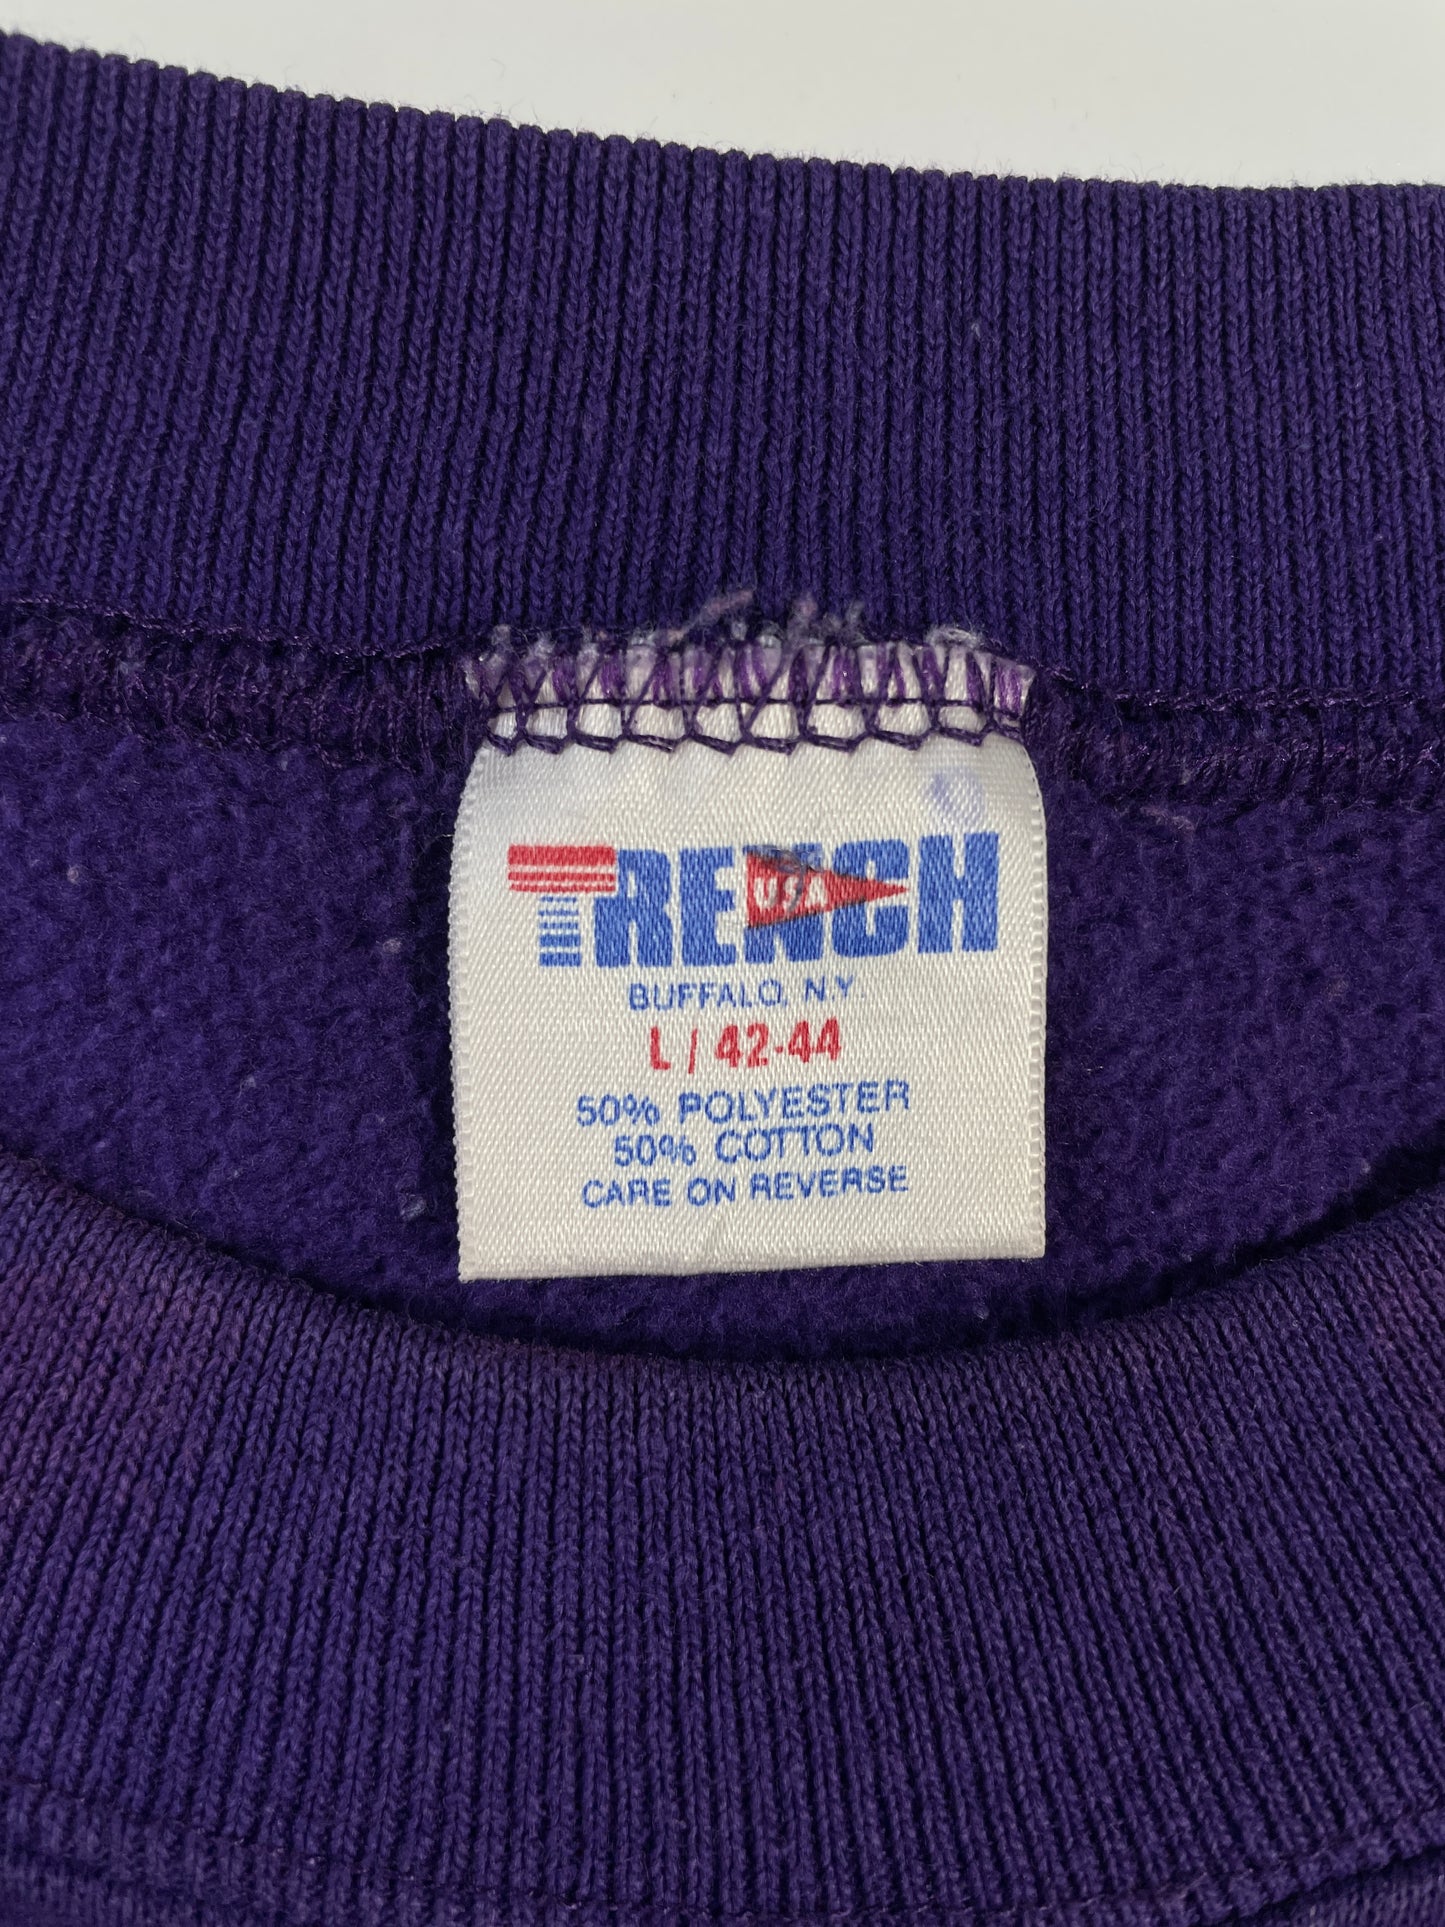 TRENCH
USA
BUFFALO, N.Y.
L / 42-44
50% POLYESTER
50% COTTON
CARE ON REVERSE